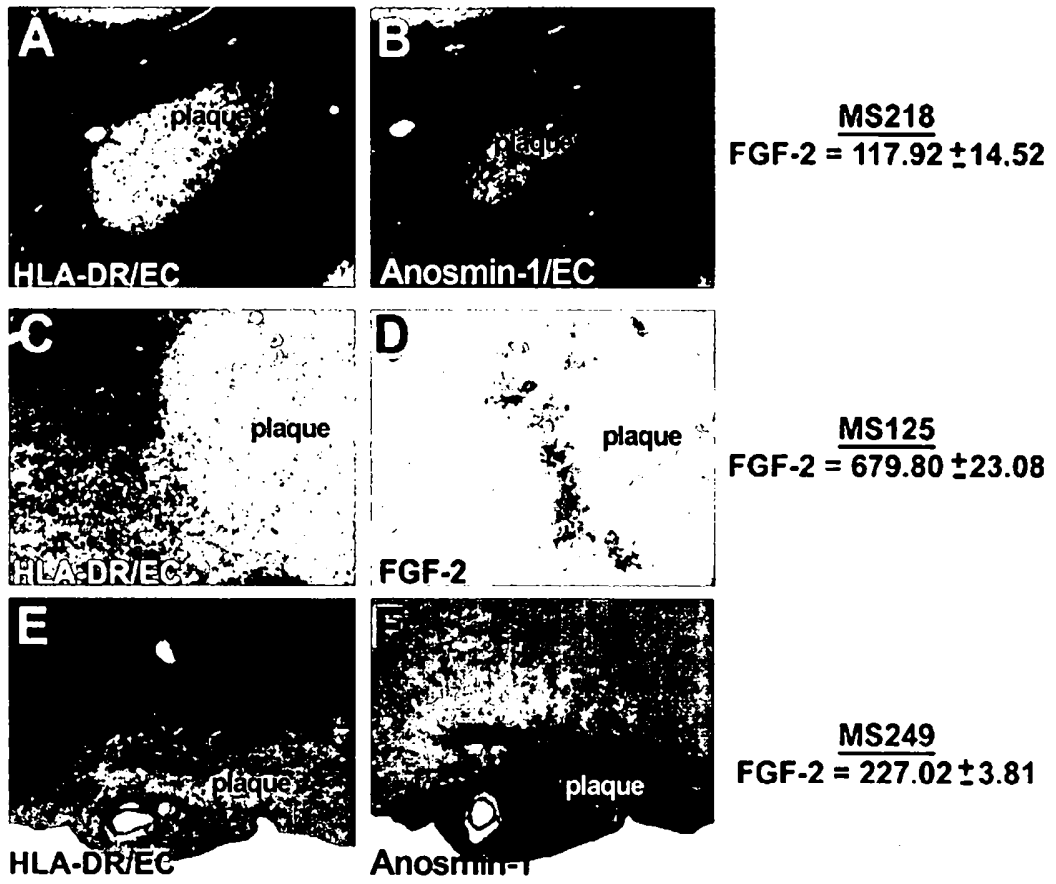 A
plaque
HLA-DR/EC
B
plaque
Anosmin-1/EC
MS218
FGF-2 = 117.92 ±14.52
C
plaque
HLA-DR/EC
D
plaque
FGF-2
MS125
FGF-2 = 679.80 ±23.08
E
plaque
HLA-DR/EC
F
plaque
Anosmin-1
MS249
FGF-2 = 227.02 ±3.81